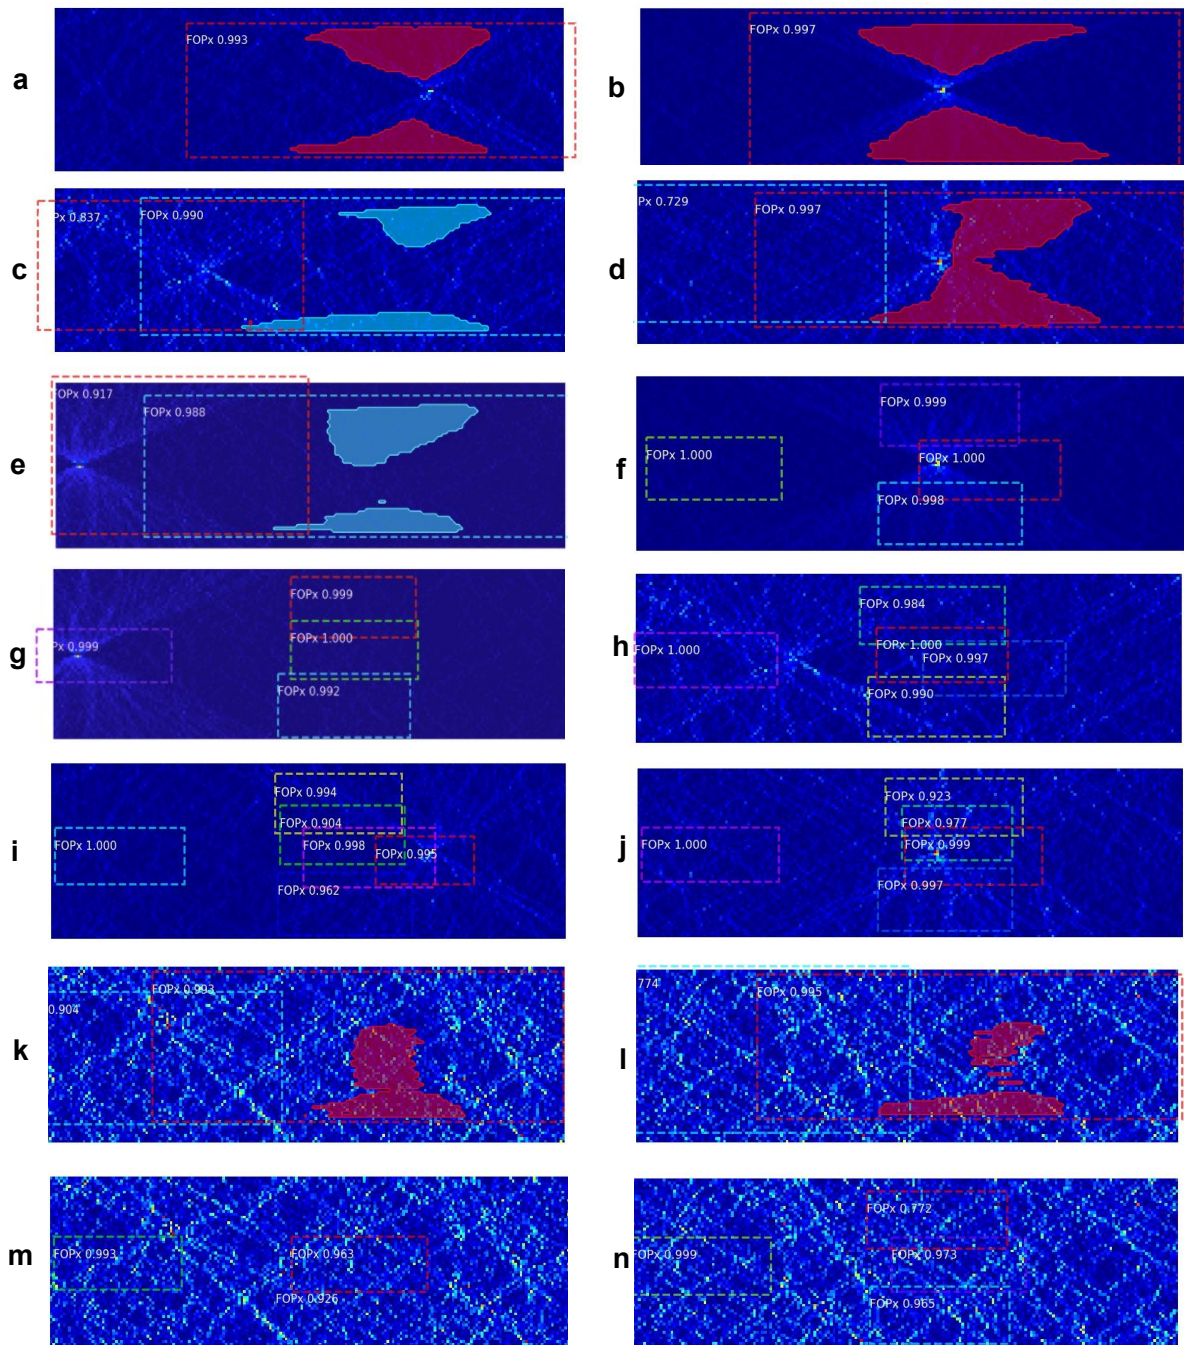 a
FOPx 0.993
b
FOPx 0.997
c
Px 0.837
FOPx 0.990
d
Px 0.729
FOPx 0.997
e
FOPx 0.917
FOPx 0.988
f
FOPx 0.999
FOPx 1.000
FOPx 1.000
FOPx 0.998
g
FOPx 0.999
FOPx 1.000
Px 0.999
FOPx 0.992
h
FOPx 0.984
FOPx 1.000
FOPx 1.000
FOPx 0.997
FOPx 0.990
i
FOPx 0.994
FOPx 0.904
FOPx 1.000
FOPx 0.998
FOPx 0.995
FOPx 0.962
j
FOPx 0.923
FOPx 0.977
FOPx 1.000
FOPx 0.999
FOPx 0.997
k
0.904
FOPx 0.993
l
774
FOPx 0.995
m
FOPx 0.993
FOPx 0.963
FOPx 0.926
n
FOPx 0.772
FOPx 0.999
FOPx 0.973
FOPx 0.965